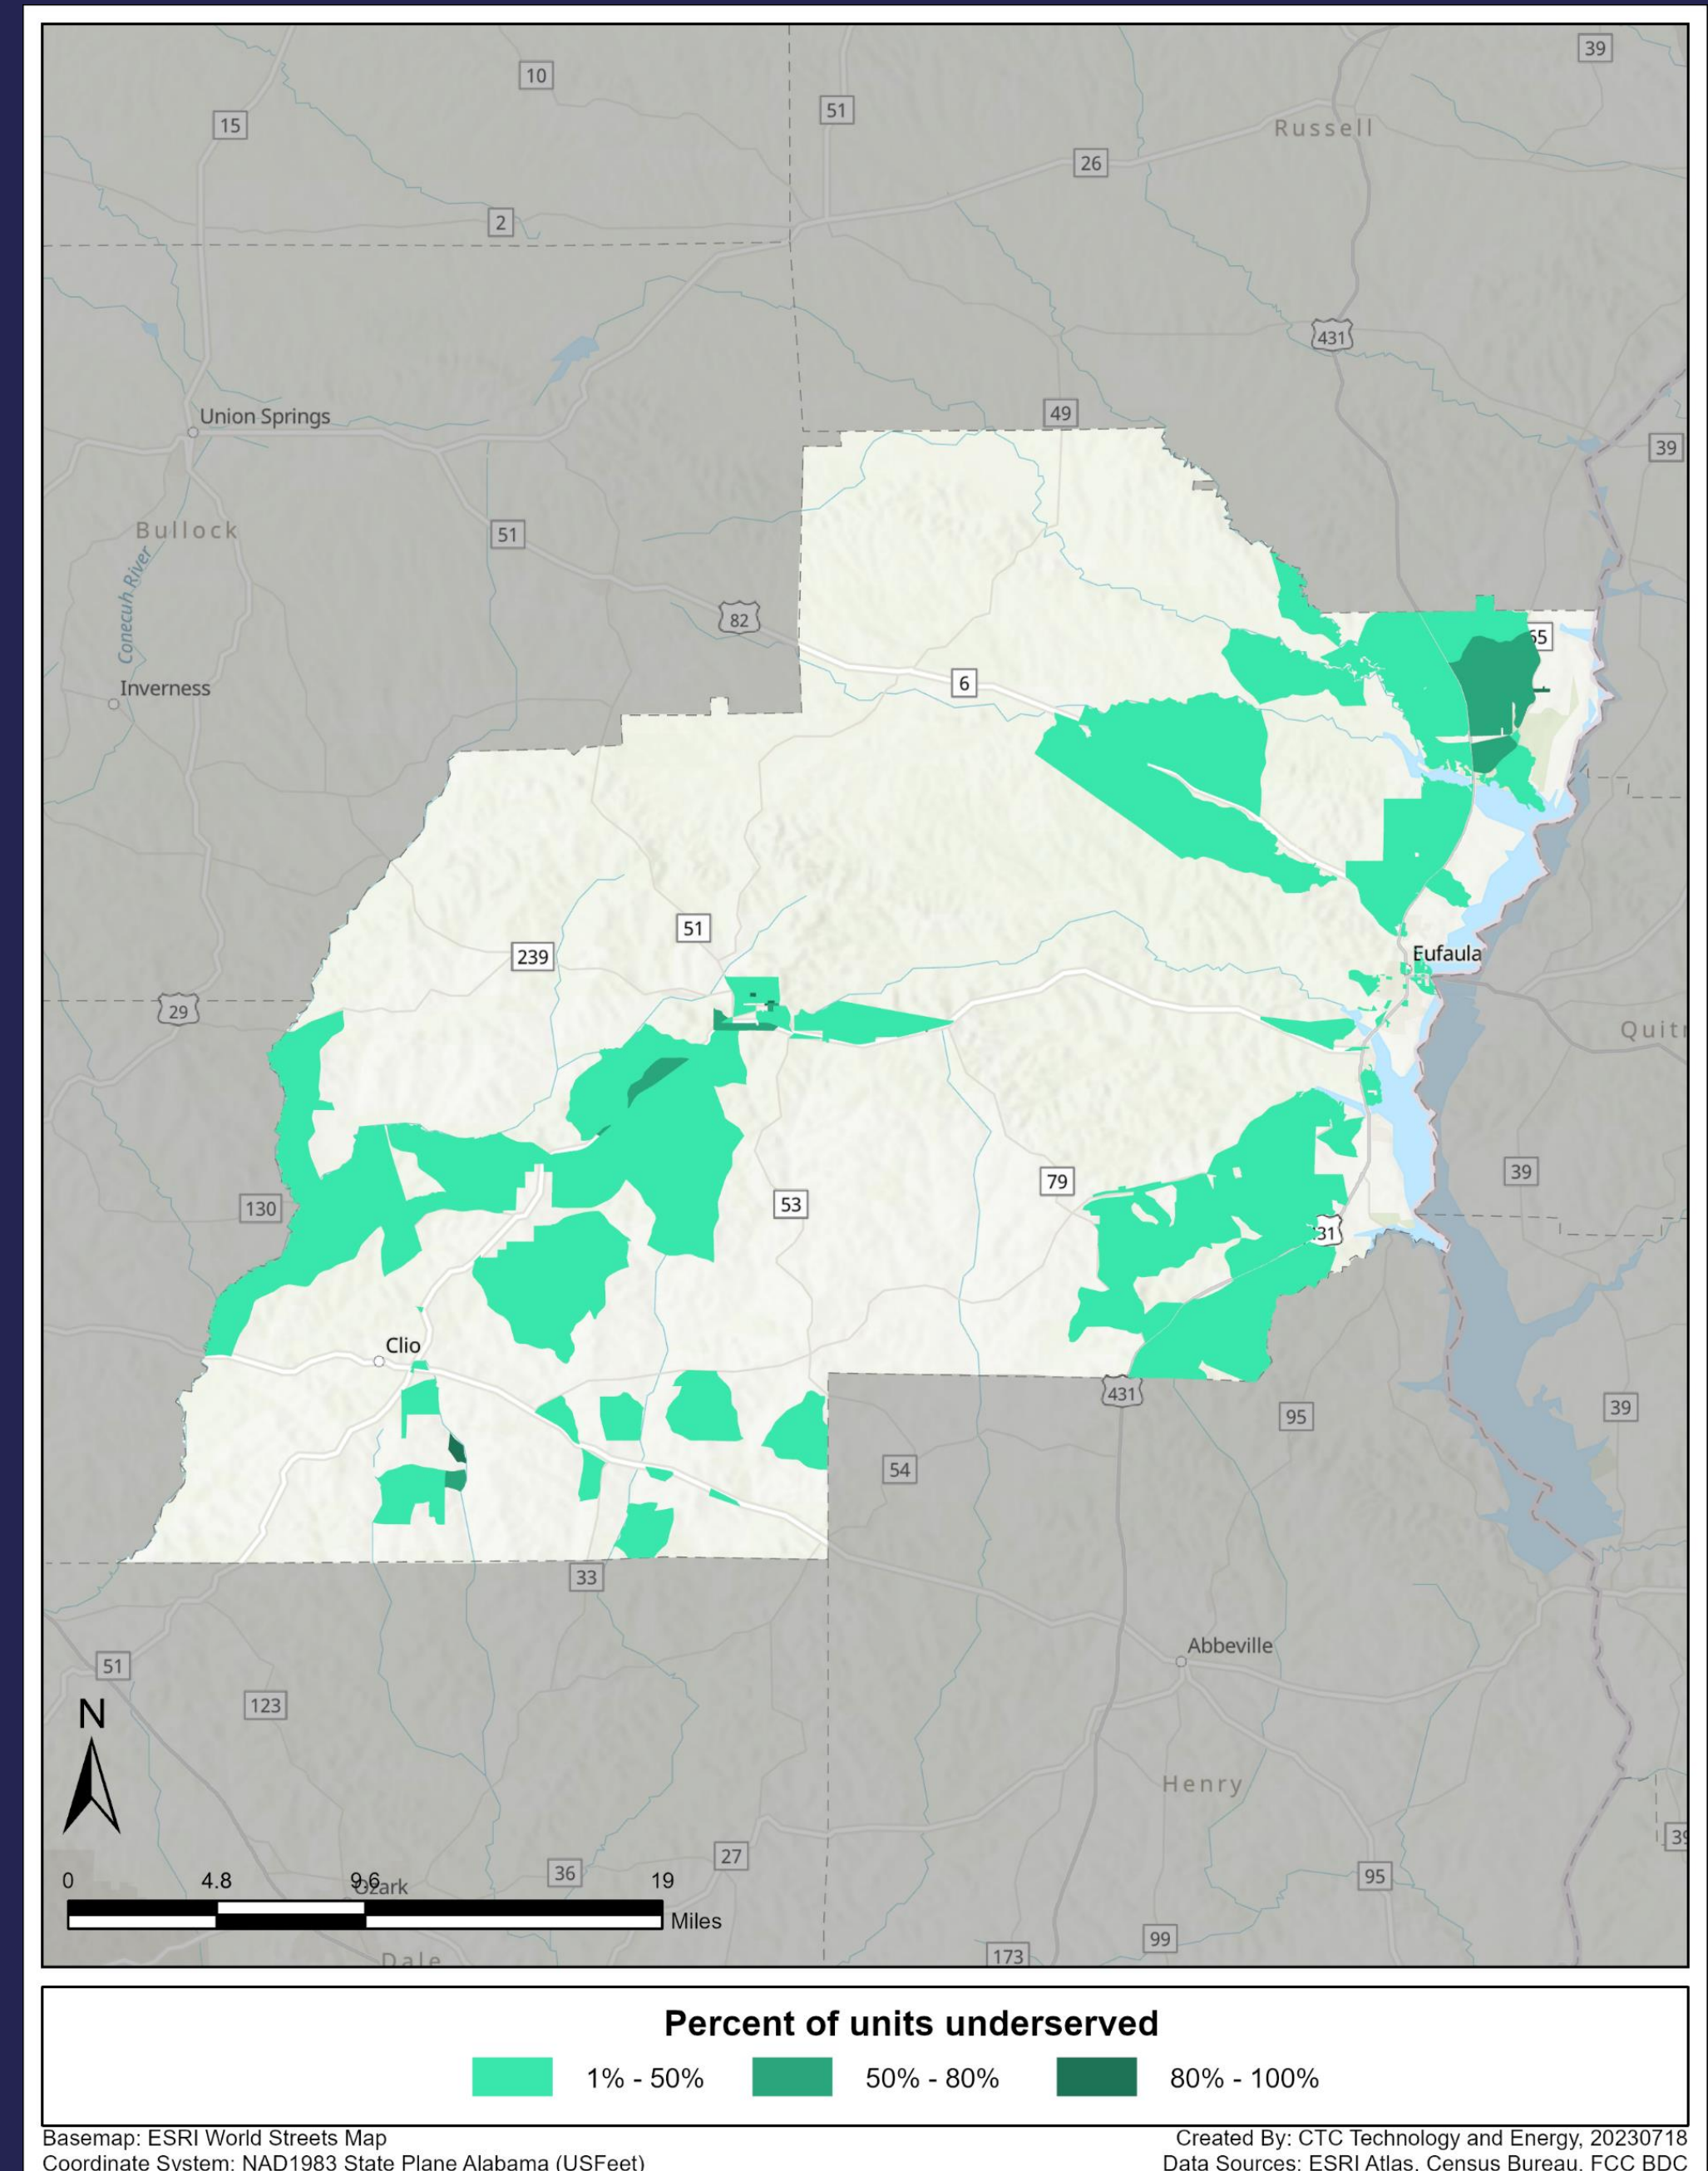 39
10
51
15
Russell
26
2
431
Union Springs
49
39
Bullock
51
Conecuh River
82
65
Inverness
6
51
239
Eufaula
29
Quitr
39
79
130
53
31
Clio
431
39
95
54
33
Abbeville
51
123
N
Henry
27
39
36
95
0 4.8 9.6 19
Ozark
Miles
99
173
Dale
Percent of units underserved
1% - 50% 50% - 80% 80% - 100%
Basemap: ESRI World Streets Map
Created By: CTC Technology and Energy, 20230718
Coordinate System: NAD1983 State Plane Alabama (USFeet)
Data Sources: ESRI Atlas, Census Bureau, FCC BDC